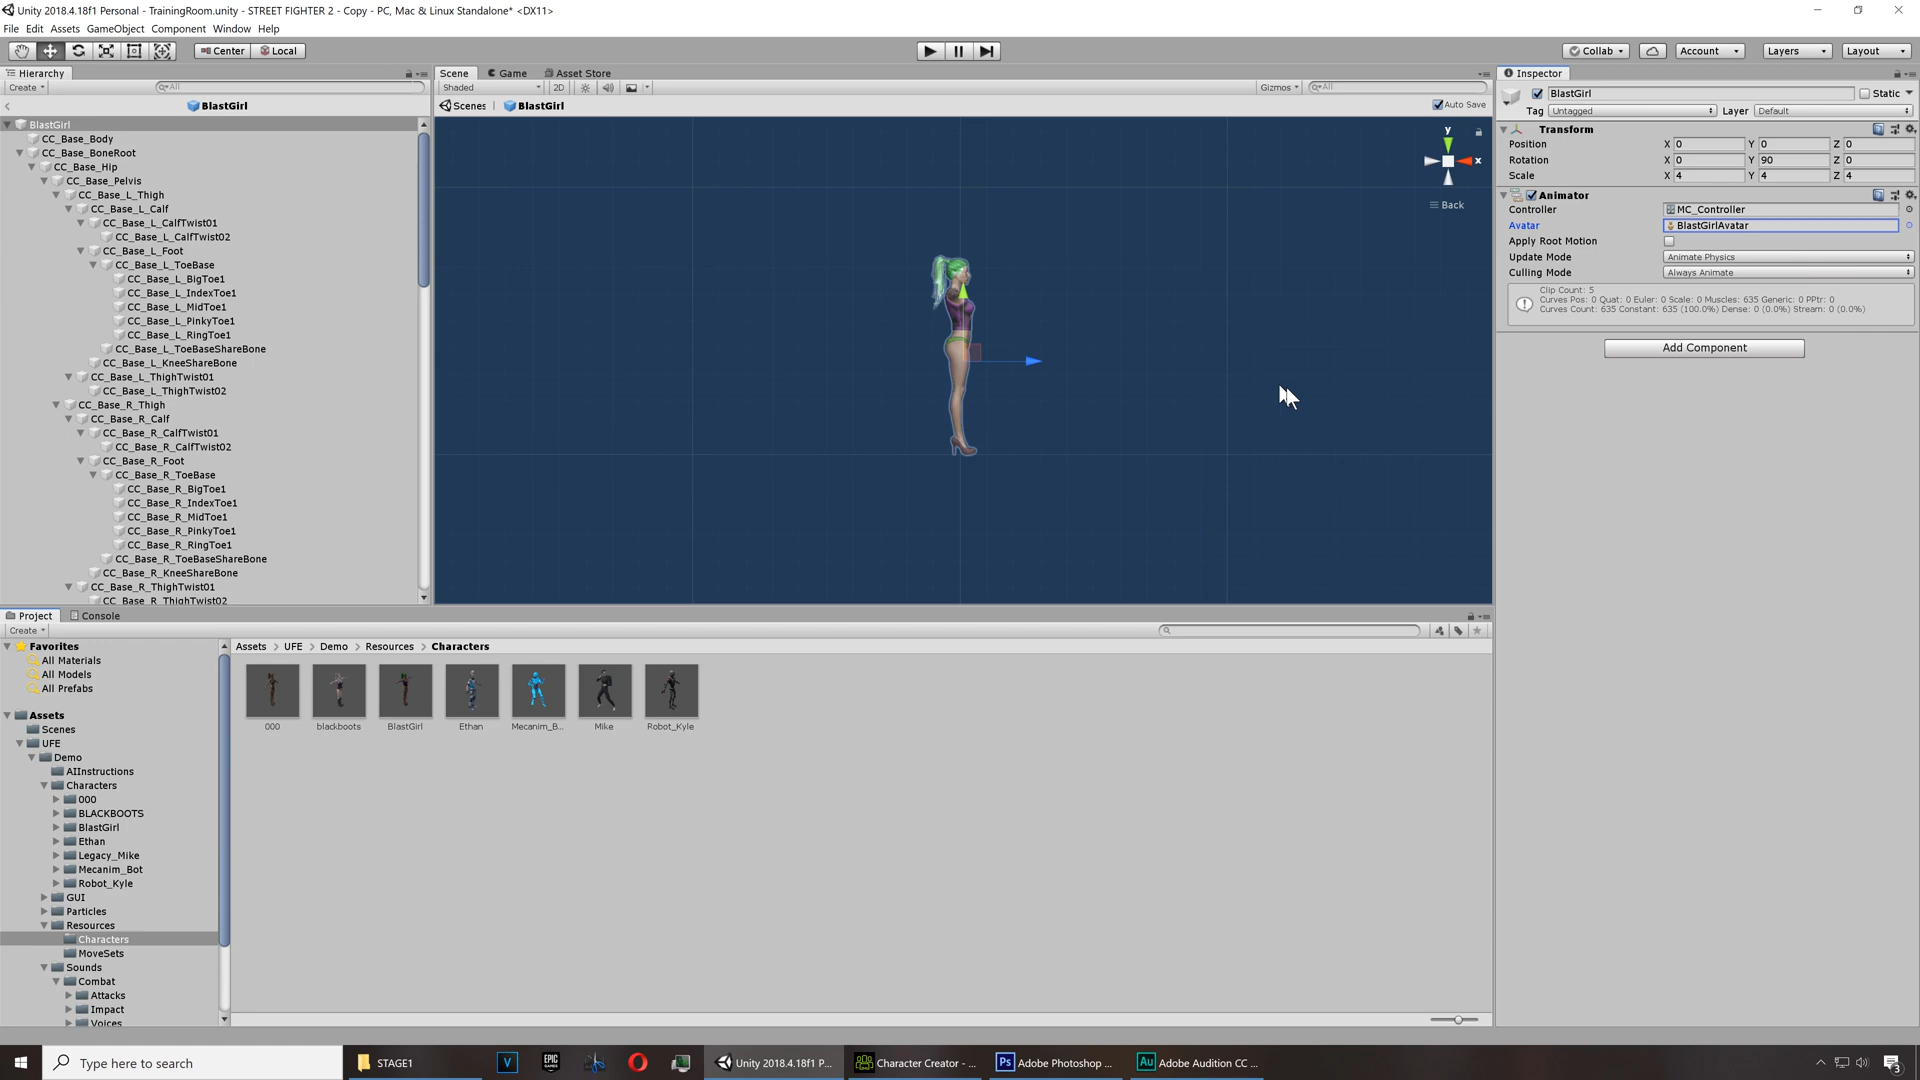 Unity 2018.4.18f1 Personal - TrainingRoom.unity - STREET FIGHTER 2 - Copy - PC, Mac & Linux Standalone* <DX11>
File Edit Assets GameObject Component Window Help
Center Local Collab Account Layers Layout
Hierarchy
Create All
BlastGirl
BlastGirl
CC_Base_Body
CC_Base_BoneRoot
CC_Base_Hip
CC_Base_Pelvis
CC_Base_L_Thigh
CC_Base_L_Calf
CC_Base_L_CalfTwist01
CC_Base_L_CalfTwist02
CC_Base_L_Foot
CC_Base_L_ToeBase
CC_Base_L_BigToe1
CC_Base_L_IndexToe1
CC_Base_L_MidToe1
CC_Base_L_PinkyToe1
CC_Base_L_RingToe1
CC_Base_L_ToeBaseShareBone
CC_Base_L_KneeShareBone
CC_Base_L_ThighTwist01
CC_Base_L_ThighTwist02
CC_Base_R_Thigh
CC_Base_R_Calf
CC_Base_R_CalfTwist01
CC_Base_R_CalfTwist02
CC_Base_R_Foot
CC_Base_R_ToeBase
CC_Base_R_BigToe1
CC_Base_R_IndexToe1
CC_Base_R_MidToe1
CC_Base_R_PinkyToe1
CC_Base_R_RingToe1
CC_Base_R_ToeBaseShareBone
CC_Base_R_KneeShareBone
CC_Base_R_ThighTwist01
CC_Base_R_ThighTwist02
Scene Game Asset Store
Shaded 2D Gizmos All
Scenes BlastGirl Auto Save
y
x
Back
Inspector
BlastGirl Static
Tag Untagged Layer Default
Transform
Position X 0 Y 0 Z 0
Rotation X 0 Y 90 Z 0
Scale X 4 Y 4 Z 4
Animator
Controller MC_Controller
Avatar BlastGirlAvatar
Apply Root Motion
Update Mode Animate Physics
Culling Mode Always Animate
Clip Count: 5
Curves Pos: 0 Quat: 0 Euler: 0 Scale: 0 Muscles: 635 Generic: 0 PPtr: 0
Curves Count: 635 Constant: 635 (100.0%) Dense: 0 (0.0%) Stream: 0 (0.0%)
Add Component
Project Console
Create
Favorites
All Materials
All Models
All Prefabs
Assets
Scenes
UFE
Demo
AIInstructions
Characters
000
BLACKBOOTS
BlastGirl
Ethan
Legacy_Mike
Mecanim_Bot
Robot_Kyle
GUI
Particles
Resources
Characters
MoveSets
Sounds
Combat
Attacks
Impact
Voices
Assets > UFE > Demo > Resources > Characters
000 blackboots BlastGirl Ethan Mecanim_B... Mike Robot_Kyle
Type here to search STAGE1 V EPIC GAMES Unity 2018.4.18f1 P... Character Creator - ... Ps Adobe Photoshop ... Au Adobe Audition CC ... 3